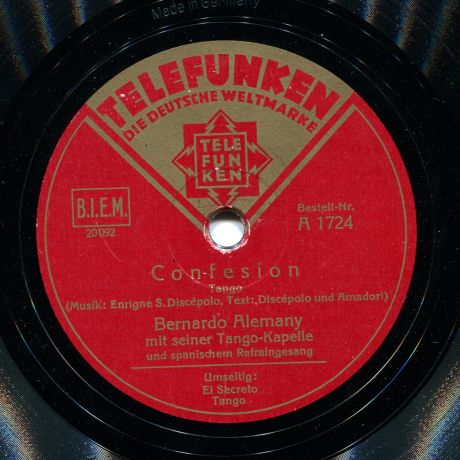 Made in Germany
TELEFUNKEN
DIE DEUTSCHE WELTMARKE
TELE
FUN
KEN
B.I.E.M.
20092
Bestell-Nr.
A 1724
Confesion
Tango
(Musik: Enrigne S. Discépolo, Text: Discépolo und Amadori)
Bernardo Alemany
mit seiner Tango-Kapelle
und spanischem Refraingesang
Umseitig:
El Secreto
Tango